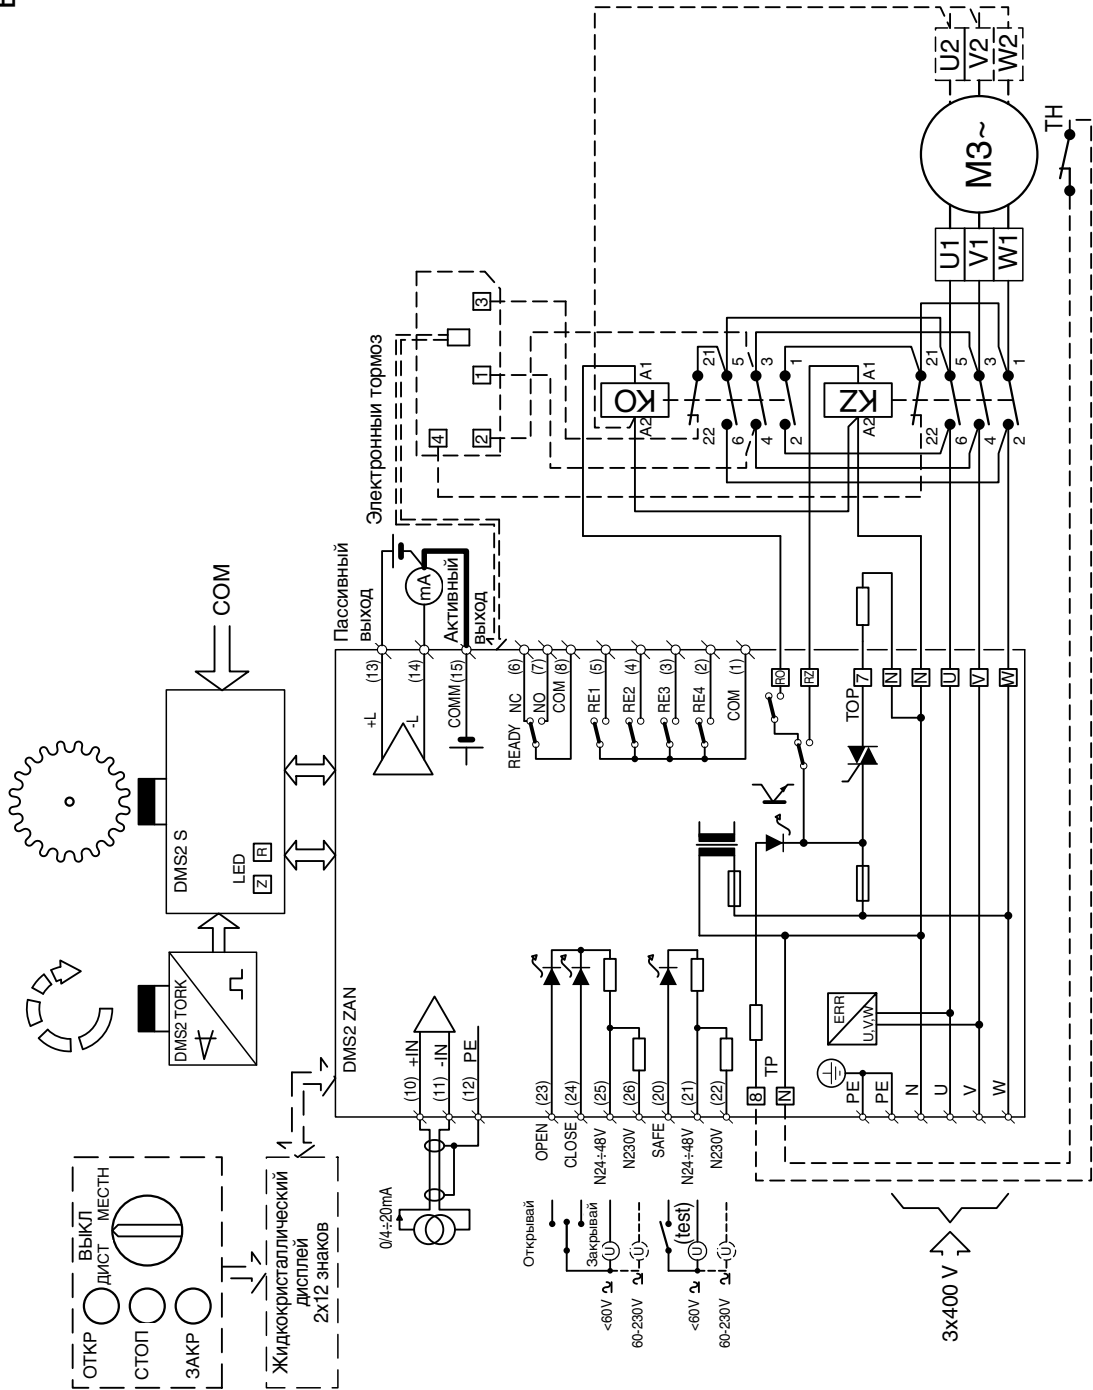 COM
DMS2 S
LED
Z
R
DMS2 TORK
DMS2 ZAN
ОТКР
СТОП
ЗАКР
ВЫКЛ
ДИСТ
МЕСТН
Жидкокристаллический
дисплей
2x12 знаков
0/4÷20mA
(10) +IN
(11) -IN
(12) PE
Пассивный
выход
(13)
+L
(14)
-L
mA
Активный
выход
COMM (15)
Электронный тормоз
1
2
3
4
READY
NC (6)
NO (7)
COM (8)
RE1 (5)
RE2 (4)
RE3 (3)
RE4 (2)
COM (1)
OPEN (23)
CLOSE (24)
N24÷48V (25)
N230V (26)
SAFE (20)
N24÷48V (21)
N230V (22)
Открывай
Закрывай
U
<60V
U
60-230V
(test)
U
<60V
U
60-230V
8
TP
N
ERR
U,V,W
PE
PE
N
U
V
W
3x400 V
RO
RZ
TOP
7
N
N
U
V
W
KO
A1
A2
21
5
3
1
22
6
4
2
KZ
A1
A2
21
5
3
1
22
6
4
2
U1
V1
W1
M3~
U2
V2
W2
TH